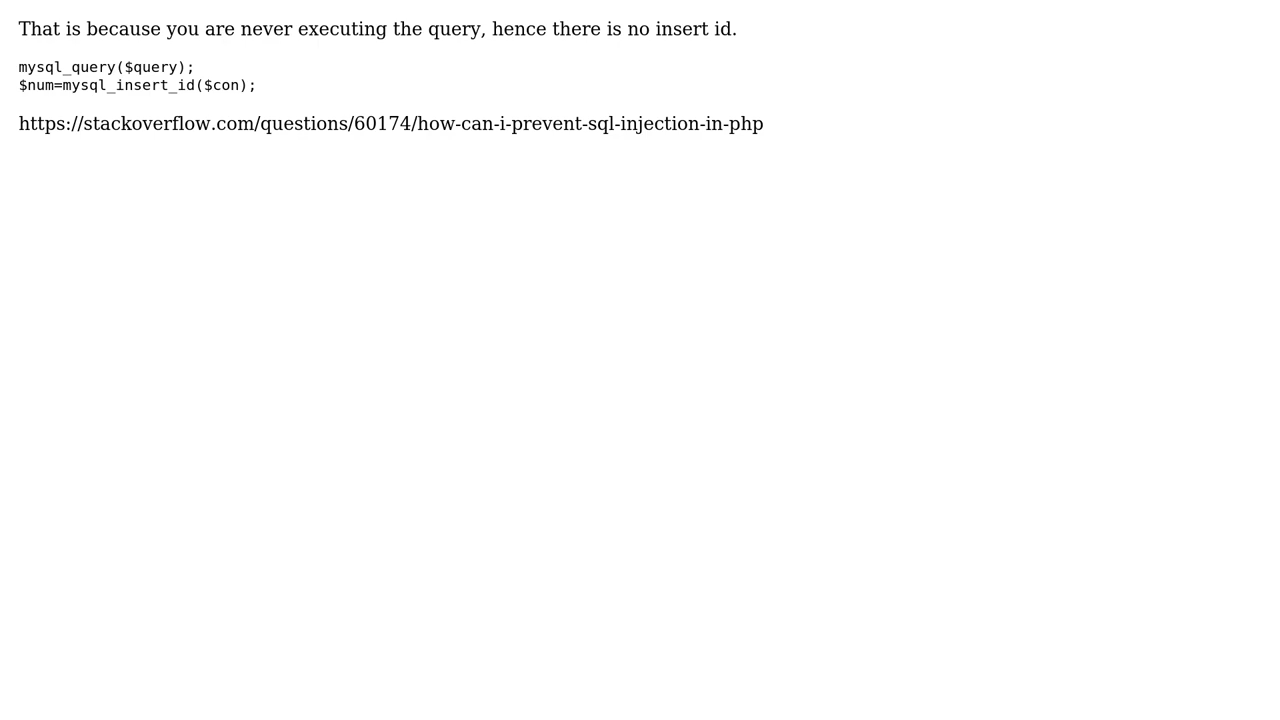 That is because you are never executing the query, hence there is no insert id.
mysql_query($query);
$num=mysql_insert_id($con);
https://stackoverflow.com/questions/60174/how-can-i-prevent-sql-injection-in-php